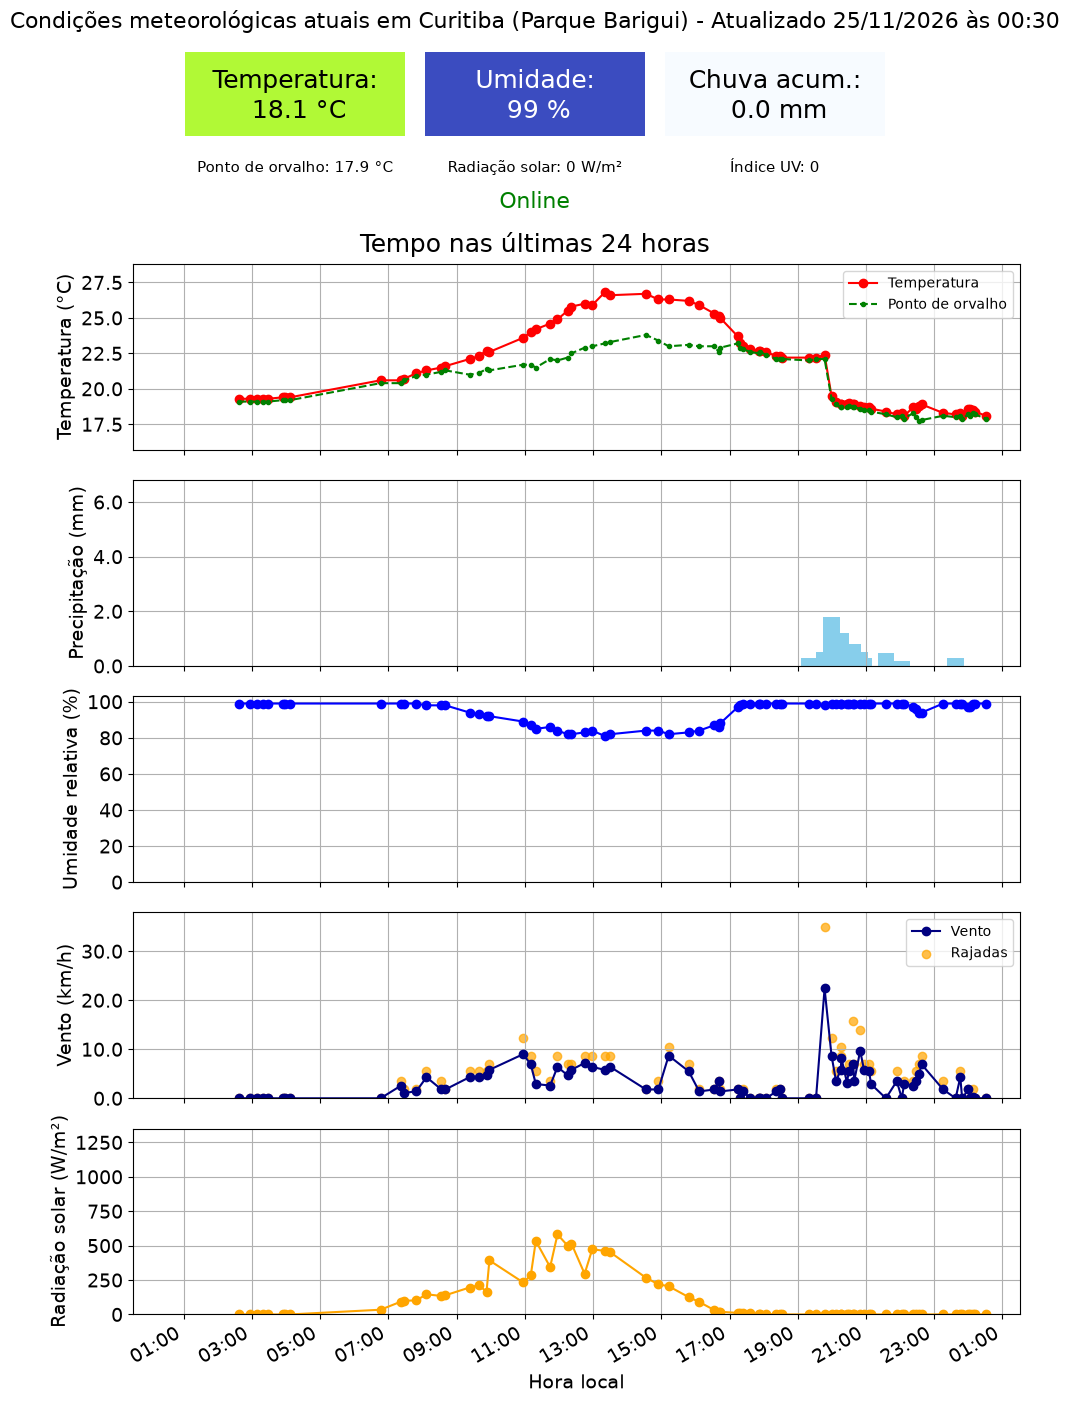 Condições meteorológicas atuais em Curitiba (Parque Barigui) - Atualizado 25/11/2026 às 00:30
Temperatura:
18.1 °C
Umidade:
99 %
Chuva acum.:
0.0 mm
Ponto de orvalho: 17.9 °C
Radiação solar: 0 W/m²
Índice UV: 0
Online
Tempo nas últimas 24 horas
Temperatura (°C)
27.5
25.0
22.5
20.0
17.5
Temperatura
Ponto de orvalho
Precipitação (mm)
6.0
4.0
2.0
0.0
Umidade relativa (%)
100
80
60
40
20
0
Vento (km/h)
30.0
20.0
10.0
0.0
Vento
Rajadas
Radiação solar (W/m²)
1250
1000
750
500
250
0
01:00
03:00
05:00
07:00
09:00
11:00
13:00
15:00
17:00
19:00
21:00
23:00
01:00
Hora local